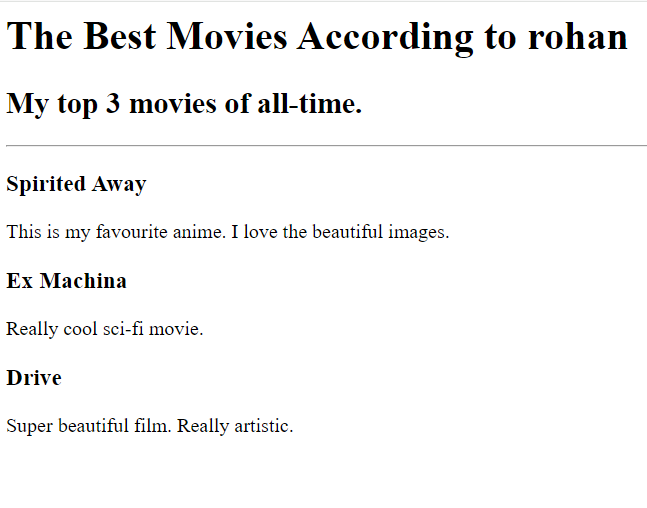 The Best Movies According to rohan
My top 3 movies of all-time.
Spirited Away
This is my favourite anime. I love the beautiful images.
Ex Machina
Really cool sci-fi movie.
Drive
Super beautiful film. Really artistic.